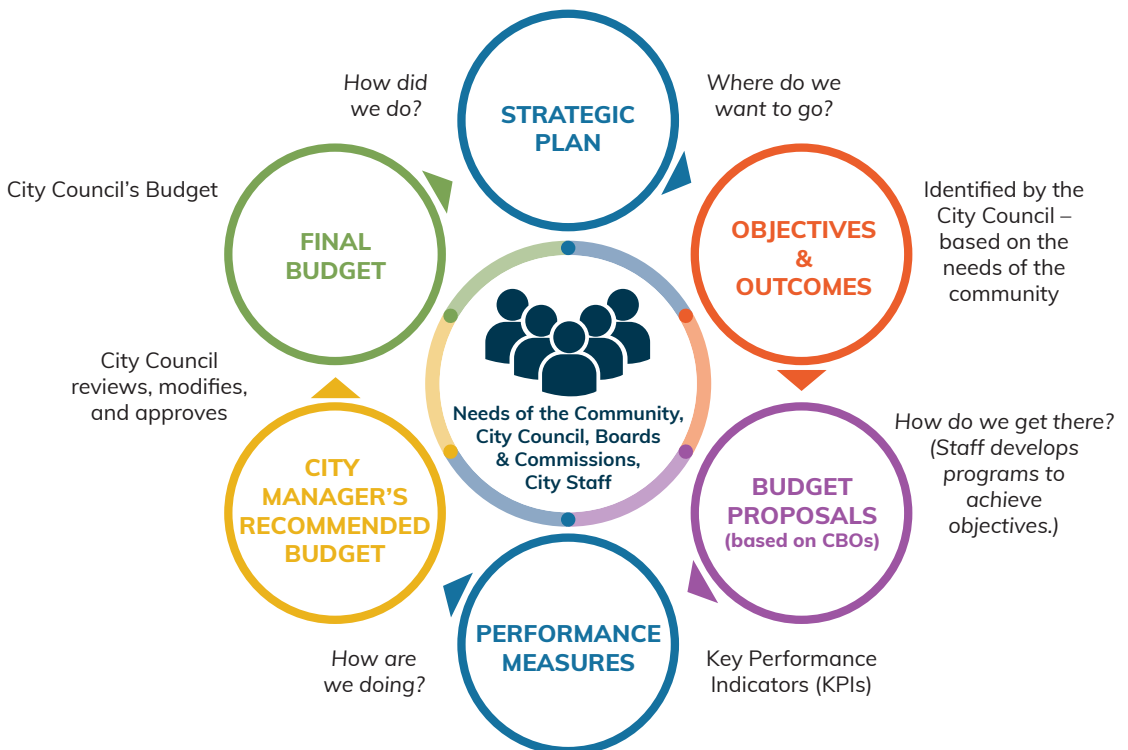 How did
we do?
STRATEGIC
PLAN
Where do we
want to go?
City Council’s Budget
FINAL
BUDGET
OBJECTIVES
&
OUTCOMES
Identified by the
City Council –
based on the
needs of the
community
City Council
reviews, modifies,
and approves
Needs of the Community,
City Council, Boards
& Commissions,
City Staff
How do we get there?
(Staff develops
programs to
achieve
objectives.)
CITY
MANAGER’S
RECOMMENDED
BUDGET
BUDGET
PROPOSALS
(based on CBOs)
How are
we doing?
PERFORMANCE
MEASURES
Key Performance
Indicators (KPIs)